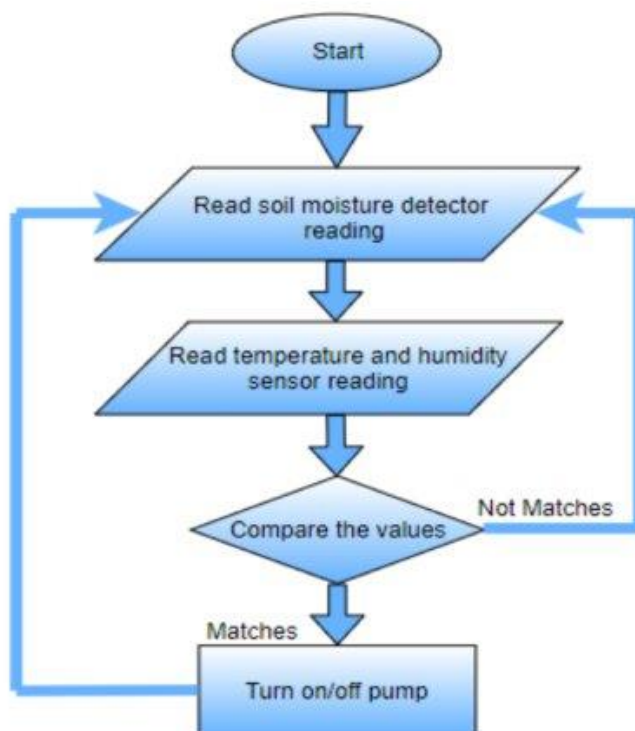 Start
Read soil moisture detector
reading
Read temperature and humidity
sensor reading
Compare the values
Not Matches
Matches
Turn on/off pump